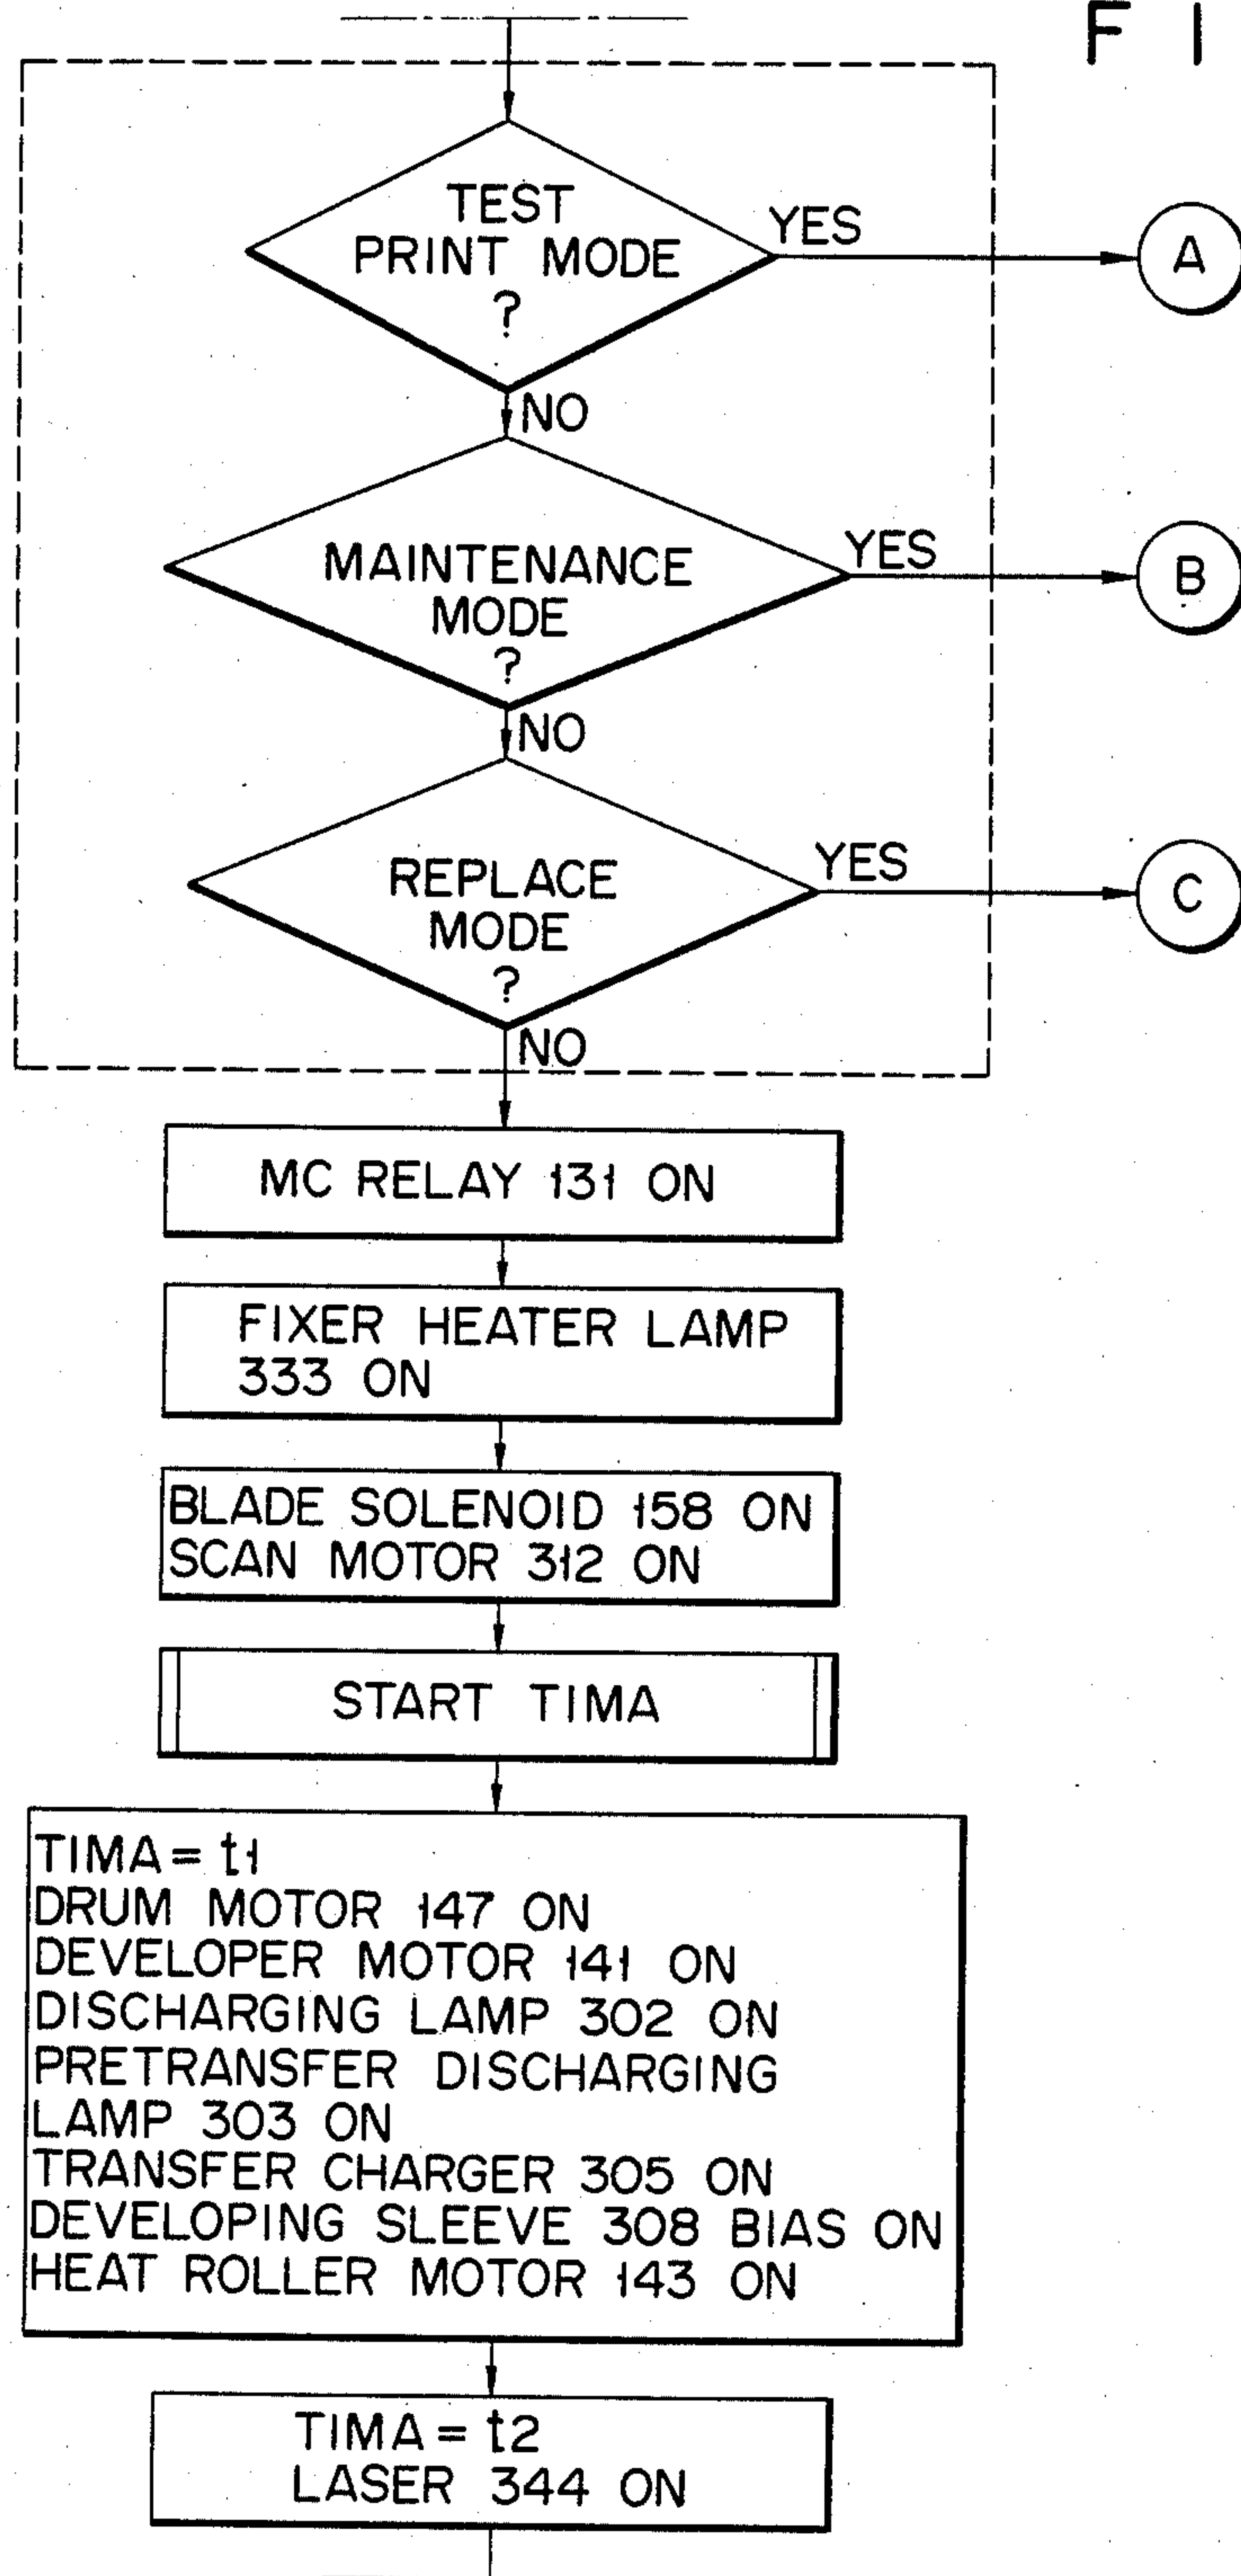 F I
TEST
PRINT MODE
?
YES
A
NO
MAINTENANCE
MODE
?
YES
B
NO
REPLACE
MODE
?
YES
C
NO
MC RELAY 131 ON
FIXER HEATER LAMP
333 ON
BLADE SOLENOID 158 ON
SCAN MOTOR 312 ON
START TIMA
TIMA = t1
DRUM MOTOR 147 ON
DEVELOPER MOTOR 141 ON
DISCHARGING LAMP 302 ON
PRETRANSFER DISCHARGING
LAMP 303 ON
TRANSFER CHARGER 305 ON
DEVELOPING SLEEVE 308 BIAS ON
HEAT ROLLER MOTOR 143 ON
TIMA = t2
LASER 344 ON